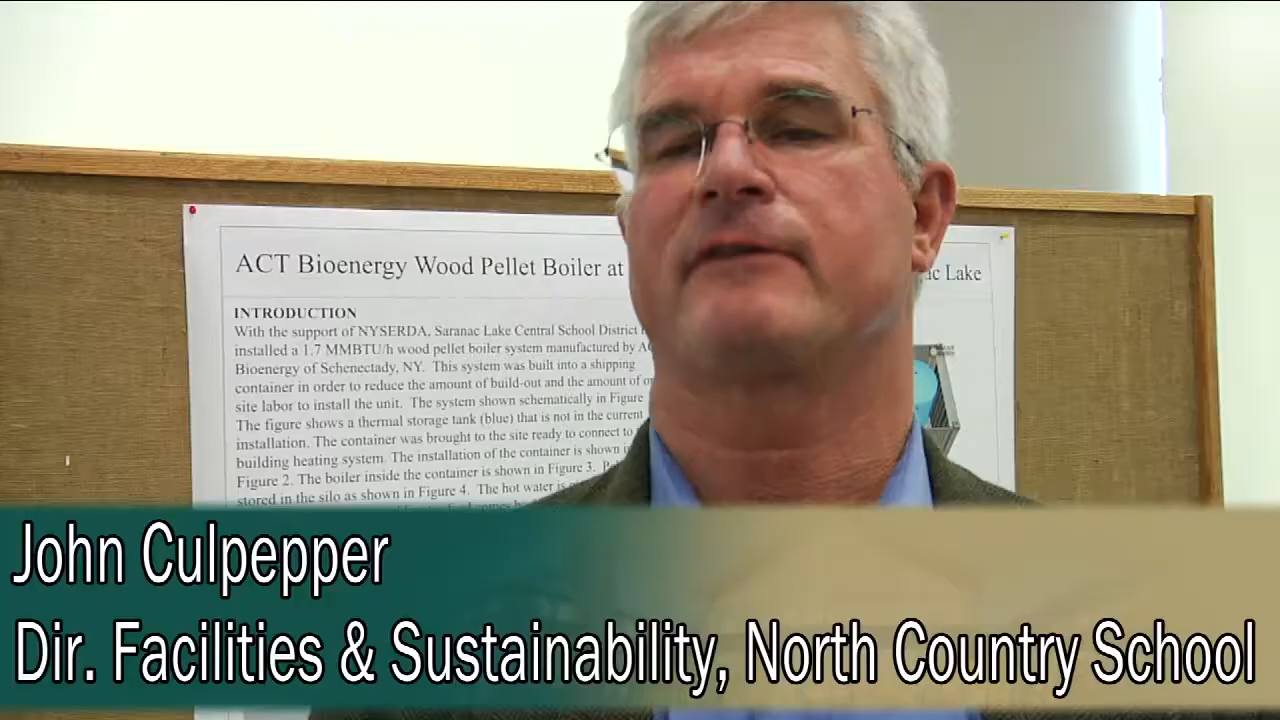 ACT Bioenergy Wood Pellet Boiler at
Lake
INTRODUCTION
With the support of NYSERDA, Saranac Lake Central School District
installed a 1.7 MMBTU/h wood pellet boiler system manufactured by
Bioenergy of Schenectady, NY. This system was built into a shipping
container in order to reduce the amount of build-out and the amount of
site labor to install the unit. The system shown schematically in Figure
The figure shows a thermal storage tank (blue) that is not in the current
installation. The container was brought to the site ready to connect to
building heating system. The installation of the container is shown
Figure 2. The boiler inside the container is shown in Figure 3.
stored in the silo as shown in Figure 4. The hot water is
John Culpepper
Dir. Facilities & Sustainability, North Country School